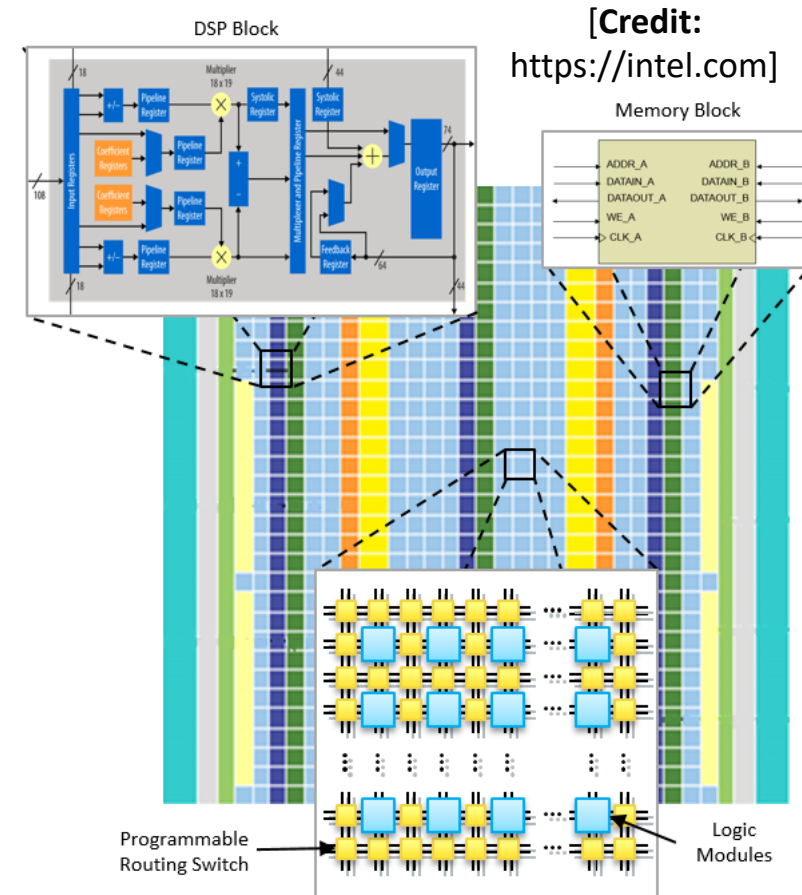 DSP Block
[Credit:
https://intel.com]
Memory Block
18
44
Multiplier
18 x 19
+/-
Pipeline
Register
×
Systolic
Register
Systolic
Register
74
Coefficient
Registers
Pipeline
Register
+
Input Registers
+
-
Multiplexer and Pipeline Register
Output
Register
108
Coefficient
Registers
Pipeline
Register
+/-
Pipeline
Register
×
Feedback
Register
64
Multiplier
18 x 19
18
44
ADDR_A ADDR_B
DATAIN_A DATAIN_B
DATAOUT_A DATAOUT_B
WE_A WE_B
CLK_A CLK_B
Programmable
Routing Switch
Logic
Modules